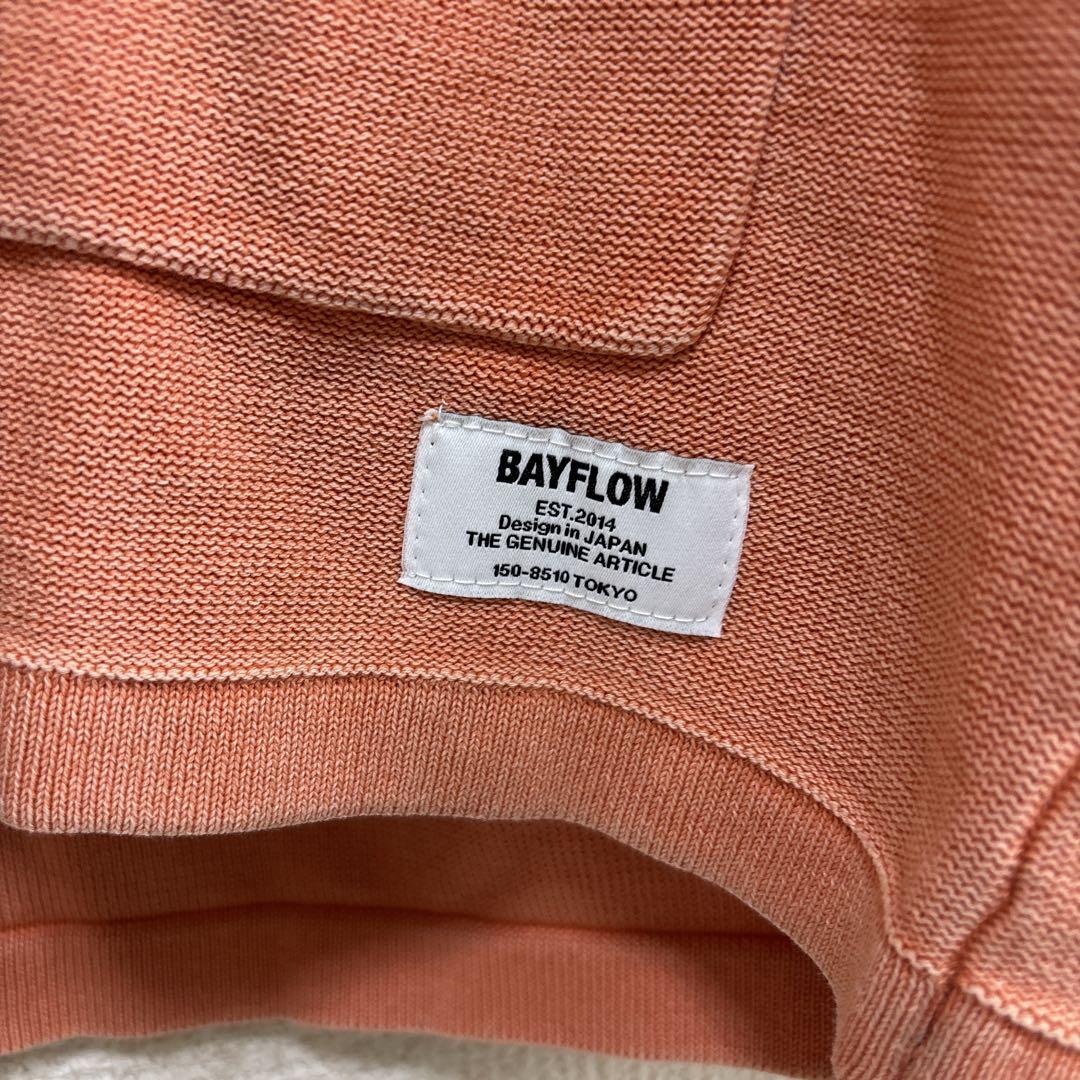 BAYFLOW
EST.2014
Design in JAPAN
THE GENUINE ARTICLE
150-8510 TOKYO